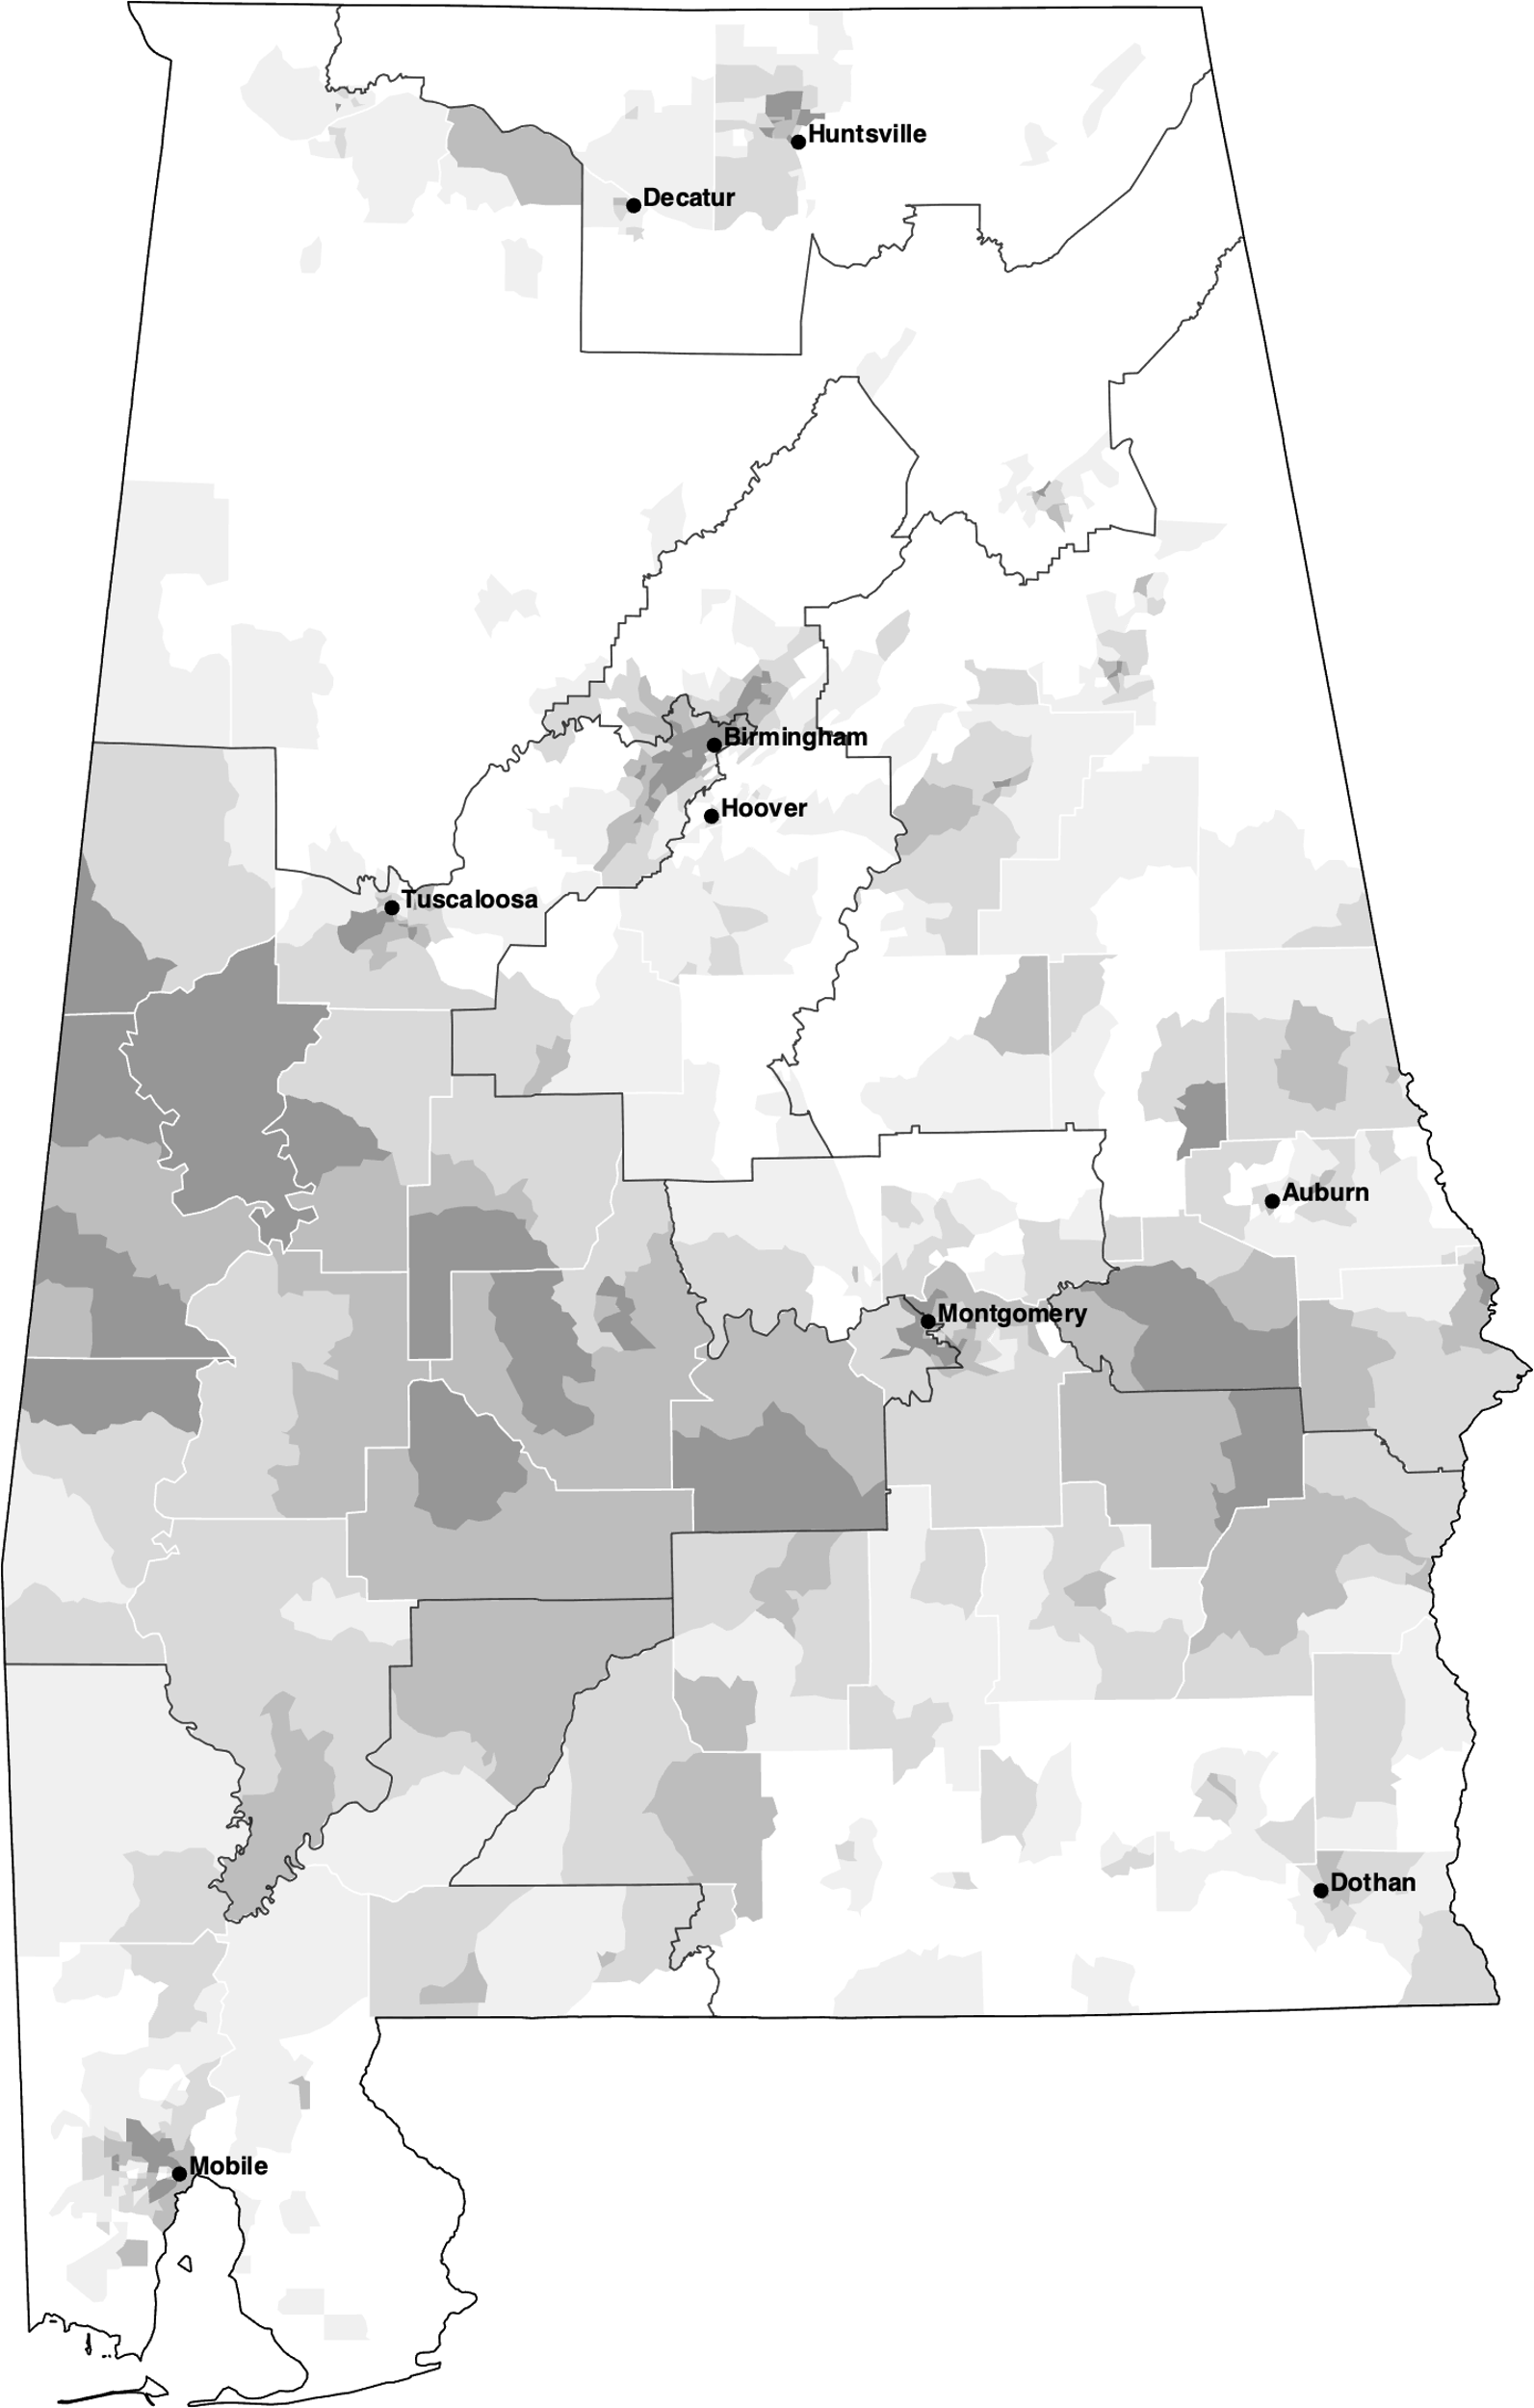 Huntsville
Decatur
Birmingham
Hoover
Tuscaloosa
Auburn
Montgomery
Dothan
Mobile